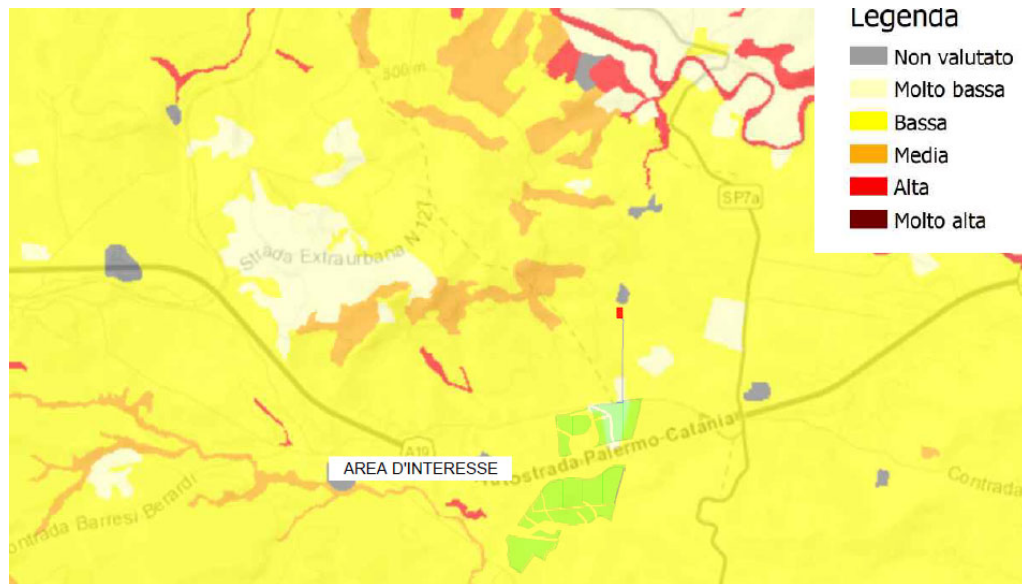 Legenda
Non valutato
Molto bassa
Bassa
Media
Alta
Molto alta
500 m
SP7a
Strada Extraurbana N 121
A19
AREA D'INTERESSE
Autostrada-Palermo-Catania
Contrada Barresi Berardi
Contrada